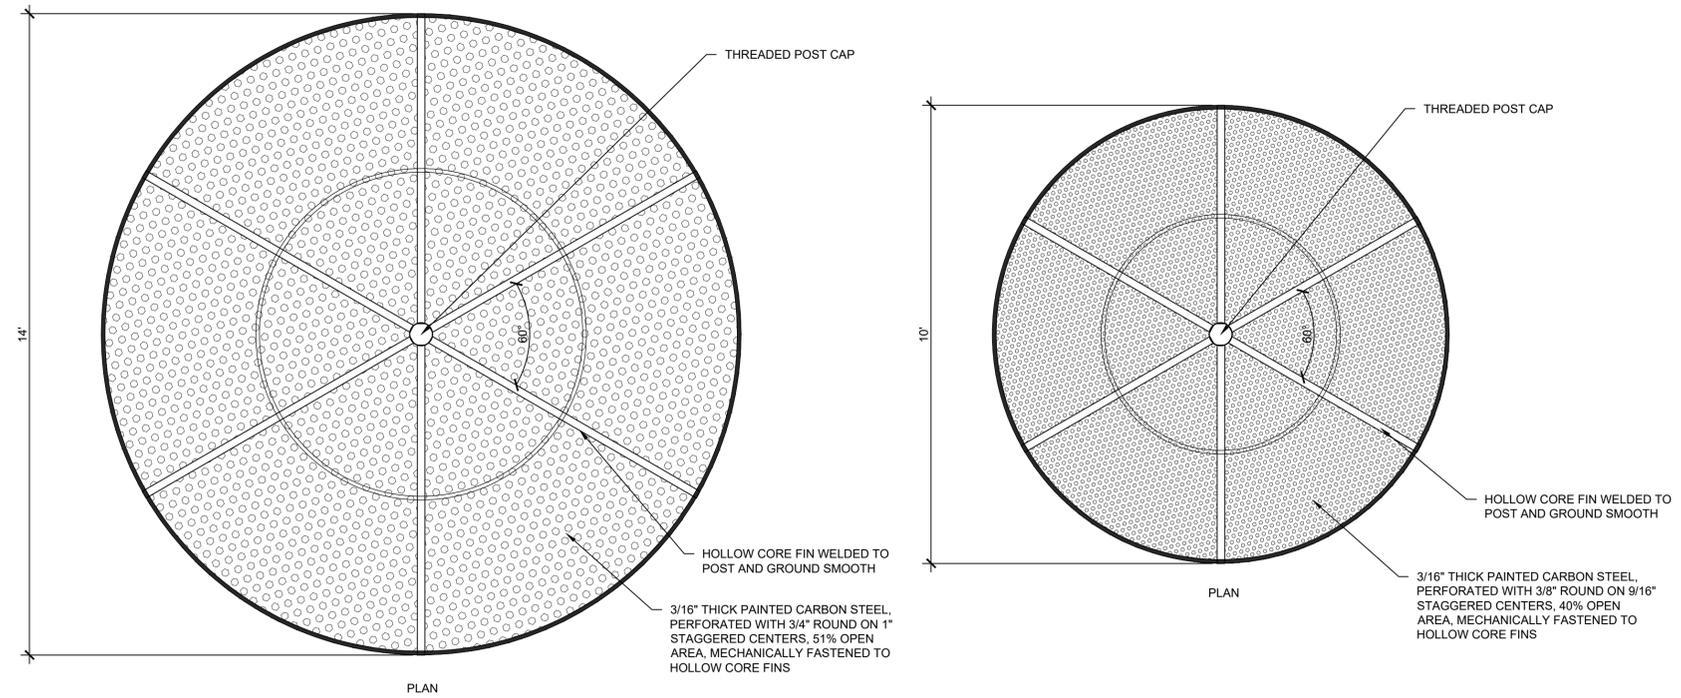 THREADED POST CAP
14'
60°
HOLLOW CORE FIN WELDED TO
POST AND GROUND SMOOTH
3/16" THICK PAINTED CARBON STEEL,
PERFORATED WITH 3/4" ROUND ON 1"
STAGGERED CENTERS, 51% OPEN
AREA, MECHANICALLY FASTENED TO
HOLLOW CORE FINS
PLAN
THREADED POST CAP
10'
60°
HOLLOW CORE FIN WELDED TO
POST AND GROUND SMOOTH
3/16" THICK PAINTED CARBON STEEL,
PERFORATED WITH 3/8" ROUND ON 9/16"
STAGGERED CENTERS, 40% OPEN
AREA, MECHANICALLY FASTENED TO
HOLLOW CORE FINS
PLAN